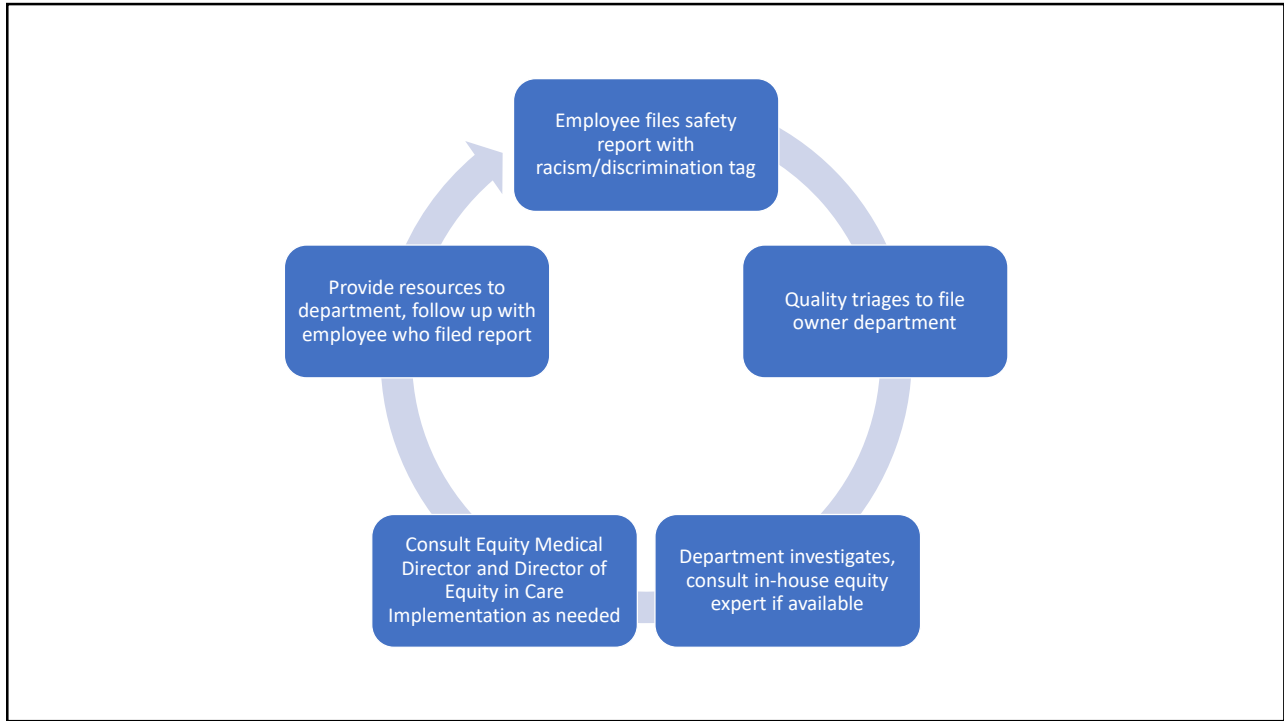 Employee files safety
report with
racism/discrimination tag
Quality triages to file
owner department
Department investigates,
consult in-house equity
expert if available
Consult Equity Medical
Director and Director of
Equity in Care
Implementation as needed
Provide resources to
department, follow up with
employee who filed report